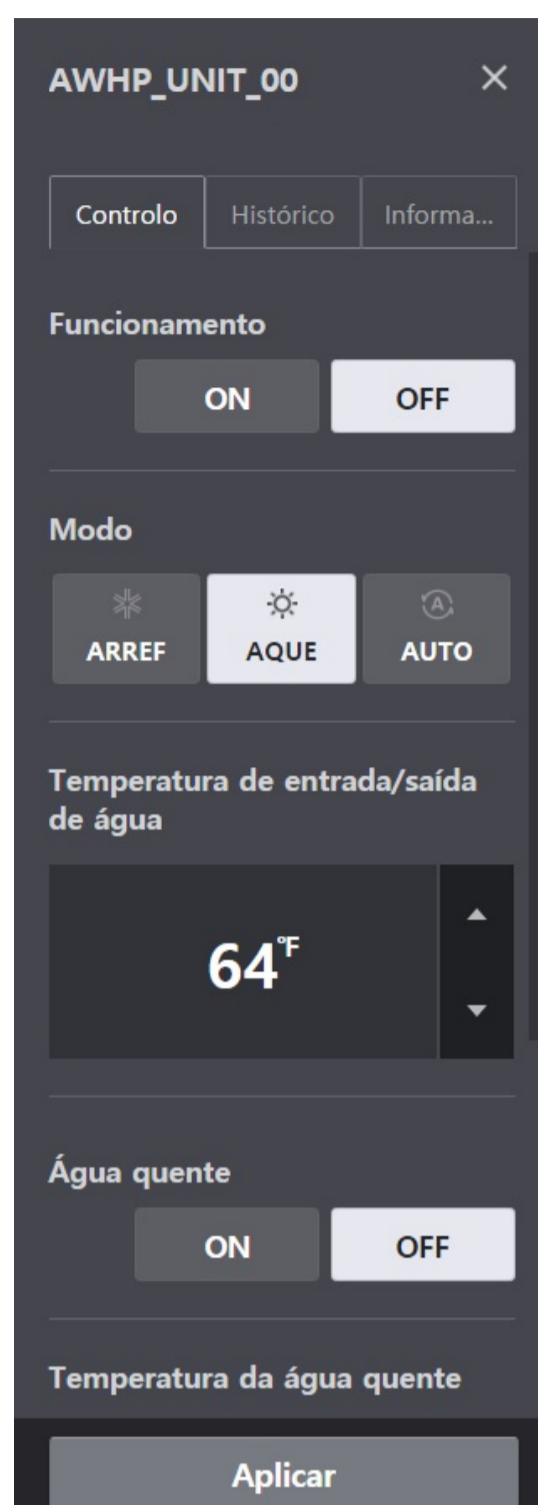 AWHP_UNIT_00
Controlo Histórico Informa...
Funcionamento
ON OFF
Modo
ARREF AQUE AUTO
Temperatura de entrada/saída
de água
64°F
Água quente
ON OFF
Temperatura da água quente
Aplicar